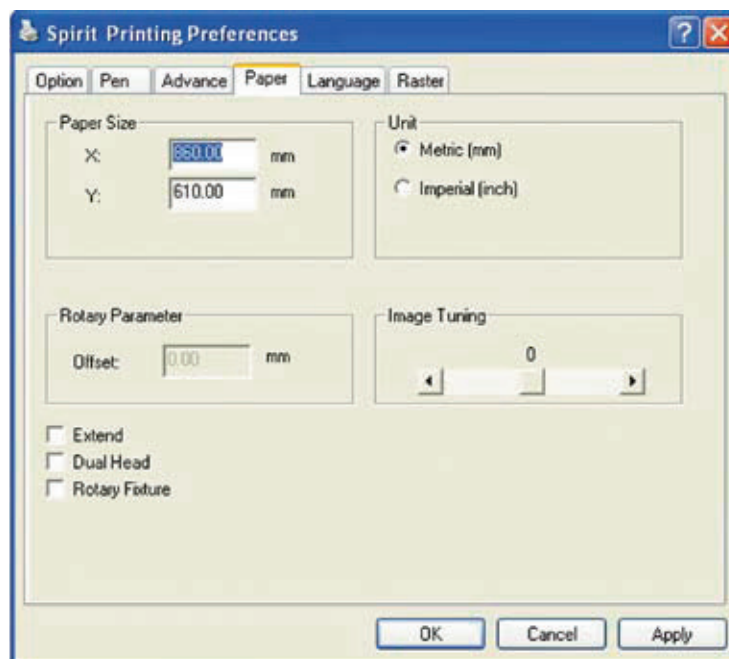 Spirit Printing Preferences
Option Pen Advance Paper Language Raster
Paper Size
X: 860.00 mm
Y: 610.00 mm
Unit
Metric (mm)
Imperial (inch)
Rotary Parameter
Offset: 0.00 mm
Image Tuning
0
Extend
Dual Head
Rotary Fixture
OK Cancel Apply